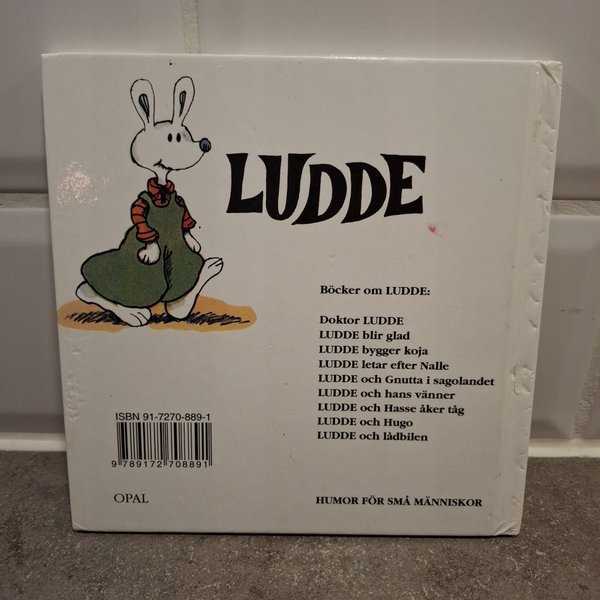 LUDDE
Böcker om LUDDE:
Doktor LUDDE
LUDDE blir glad
LUDDE bygger koja
LUDDE letar efter Nalle
LUDDE och Gnutta i sagolandet
LUDDE och hans vänner
LUDDE och Hasse åker tåg
LUDDE och Hugo
LUDDE och lådbilen
ISBN 91-7270-889-1
9 789172 708891
OPAL
HUMOR FÖR SMÅ MÄNNISKOR